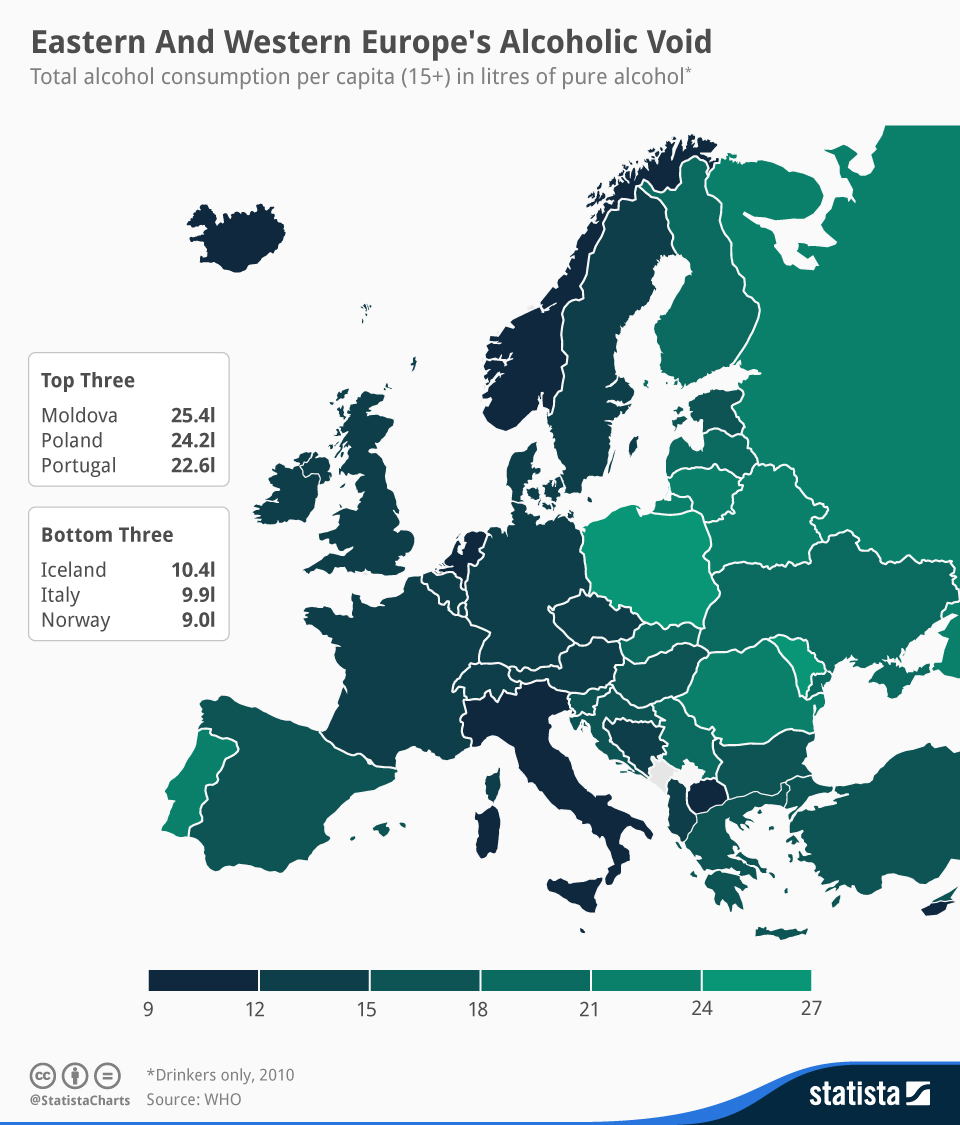 Eastern And Western Europe's Alcoholic Void
Total alcohol consumption per capita (15+) in litres of pure alcohol*
Top Three
Moldova 25.4l
Poland 24.2l
Portugal 22.6l
Bottom Three
Iceland 10.4l
Italy 9.9l
Norway 9.0l
9 12 15 18 21 24 27
cc
@StatistaCharts
*Drinkers only, 2010
Source: WHO
statista